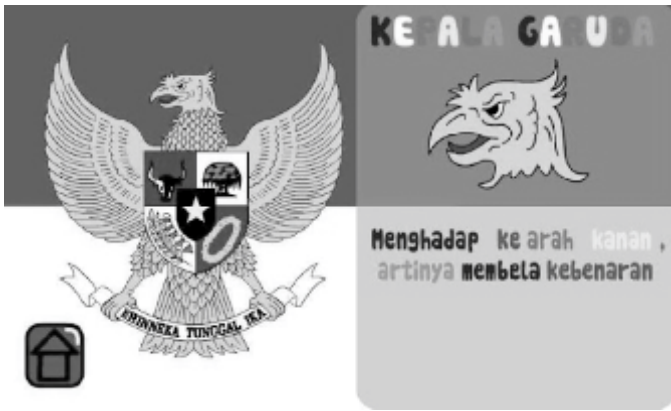 KEPALA GARUDA
Menghadap ke arah kanan,
artinya membela kebenaran
BHINNEKA TUNGGAL IKA